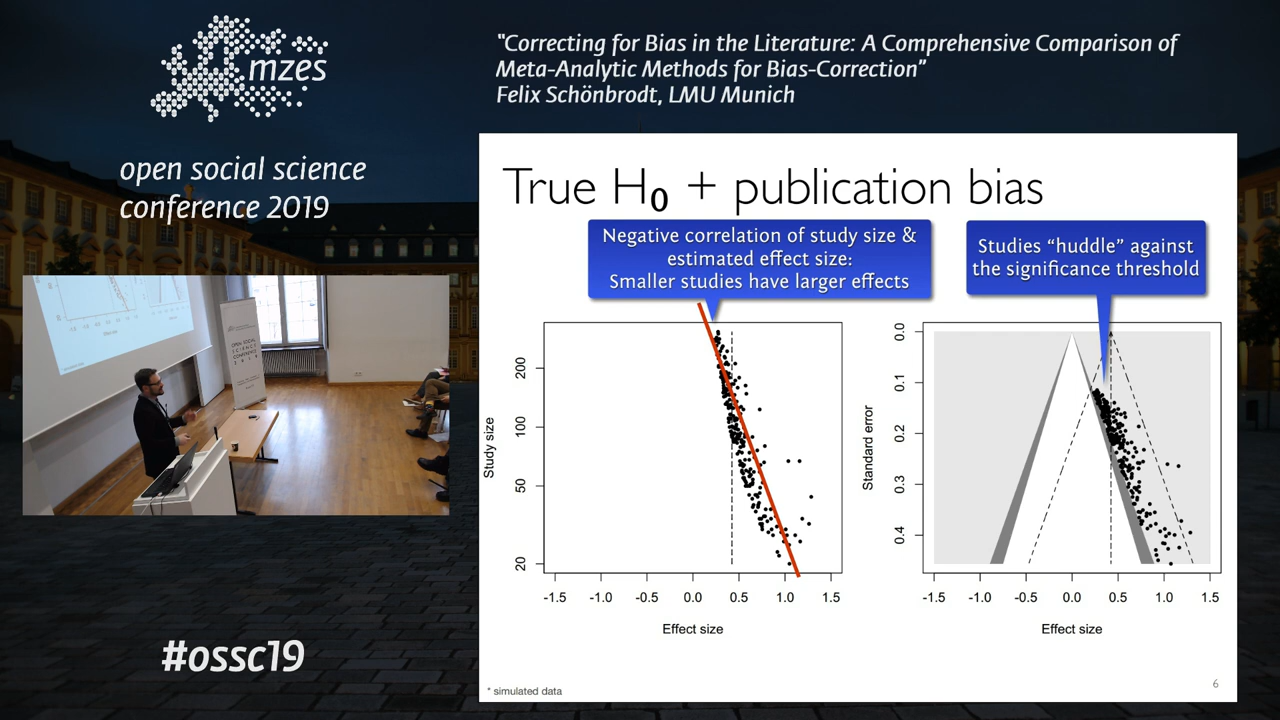 mzes
open social science
conference 2019
"Correcting for Bias in the Literature: A Comprehensive Comparison of
Meta-Analytic Methods for Bias-Correction"
Felix Schönbrodt, LMU Munich
True H0 + publication bias
Negative correlation of study size &
estimated effect size:
Smaller studies have larger effects
Studies “huddle” against
the significance threshold
Study size
200
100
50
20
-1.5 -1.0 -0.5 0.0 0.5 1.0 1.5
Effect size
Standard error
0.0
0.1
0.2
0.3
0.4
-1.5 -1.0 -0.5 0.0 0.5 1.0 1.5
Effect size
* simulated data
6
OPEN SOCIAL
SCIENCE
CONFERENCE
2019
#ossc19